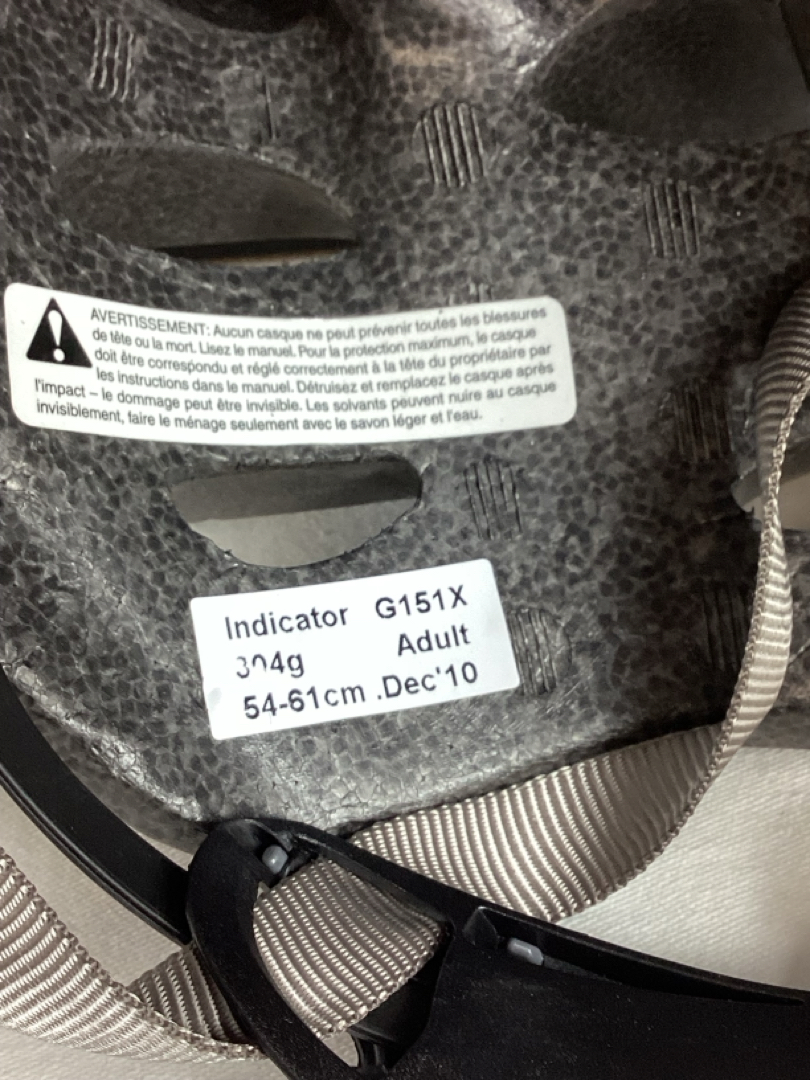 AVERTISSEMENT: Aucun casque ne peut prévenir toutes les blessures
de tête ou la mort. Lisez le manuel. Pour la protection maximum, le casque
doit être correspondu et réglé correctement à la tête du propriétaire par
les instructions dans le manuel. Détruisez et remplacez le casque après
l'impact – le dommage peut être invisible. Les solvants peuvent nuire au casque
invisiblement, faire le ménage seulement avec le savon léger et l'eau.
Indicator G151X
Adult
54-61cm .Dec'10